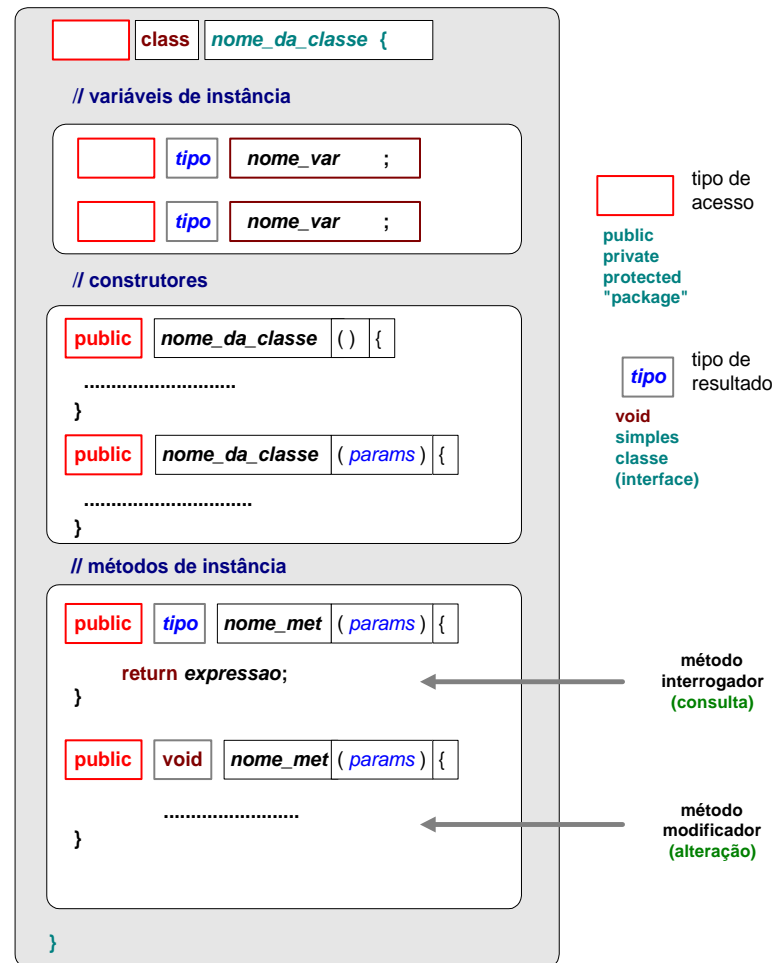 class nome_da_classe {
// variáveis de instância
tipo nome_var ;
tipo nome_var ;
// construtores
public nome_da_classe ( ) {
............................
}
public nome_da_classe ( params ) {
...............................
}
// métodos de instância
public tipo nome_met ( params ) {
return expressao;
}
public void nome_met ( params ) {
.........................
}
}
tipo de
acesso
public
private
protected
"package"
tipo tipo de
resultado
void
simples
classe
(interface)
método
interrogador
(consulta)
método
modificador
(alteração)